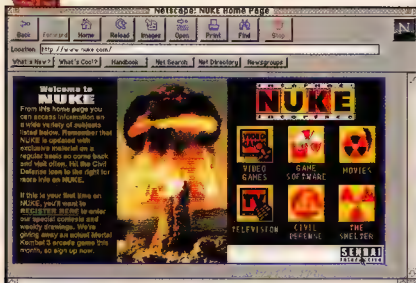 Netscape: NUKE Home Page
Back
Forward
Home
Reload
Images
Open
Print
Find
Stop
Location: http://www.nuke.com/
What's New?
What's Cool?
Handbook
Net Search
Net Directory
Newsgroups
Welcome to
NUKE
From this home page you
can access information on
a wide variety of subjects
listed below. Remember that
NUKE is updated with
exclusive material on a
regular basis so come back
and visit often. Hit the Civil
Defense icon to the right for
more info on NUKE.
If this is your first time on
NUKE, you'll want to
REGISTER HERE to enter
our special contests and
weekly drawings. We're
giving away an actual Mortal
Kombat 3 arcade game this
month, so sign up now.
INTERNET
NUKE
VIDEO
GAMES
GAME
SOFTWARE
MOVIES
TV
TELEVISION
CIVIL
DEFENSE
THE
SHELTER
SENDAI